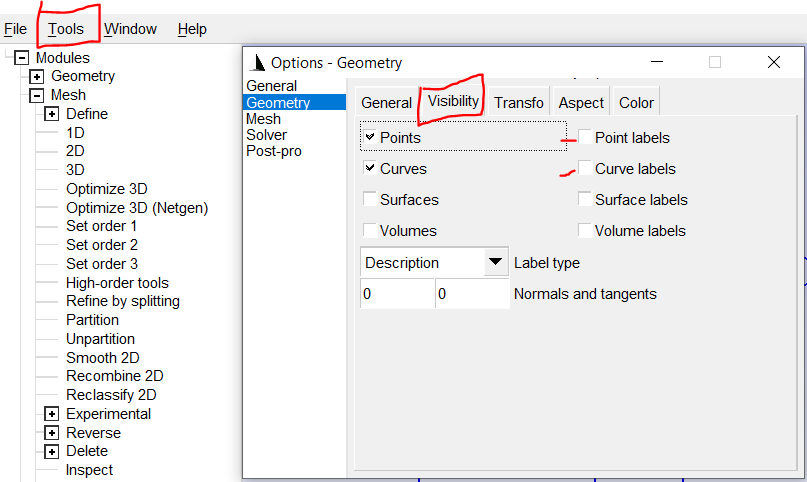 File Tools Window Help
Modules
Geometry
Mesh
Define
1D
2D
3D
Optimize 3D
Optimize 3D (Netgen)
Set order 1
Set order 2
Set order 3
High-order tools
Refine by splitting
Partition
Unpartition
Smooth 2D
Recombine 2D
Reclassify 2D
Experimental
Reverse
Delete
Inspect
Options - Geometry
General
Geometry
Mesh
Solver
Post-pro
General Visibility Transfo Aspect Color
Points Point labels
Curves Curve labels
Surfaces Surface labels
Volumes Volume labels
Description Label type
0 0 Normals and tangents